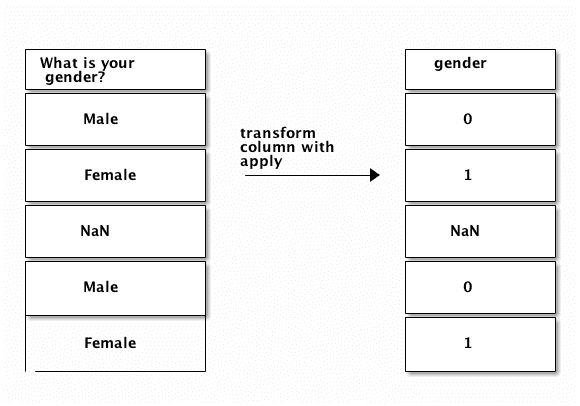 What is your
gender?
Male
Female
NaN
Male
Female
transform
column with
apply
gender
0
1
NaN
0
1